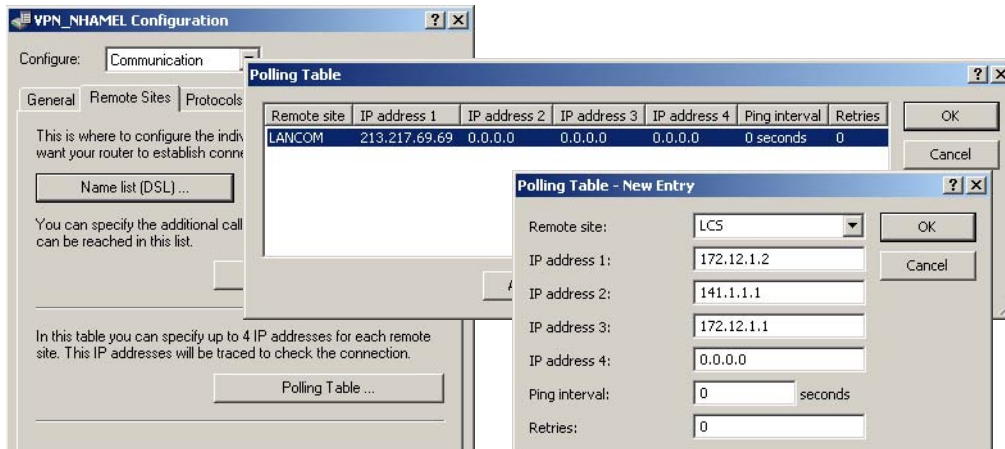 VPN_NHAMEL Configuration
Configure: Communication
General Remote Sites Protocols
This is where to configure the
want your router to establish
Name list (DSL) ...
You can specify the additional call
can be reached in this list.
In this table you can specify up to 4 IP addresses for each remote
site. This IP addresses will be traced to check the connection.
Polling Table ...
Polling Table
Remote site IP address 1 IP address 2 IP address 3 IP address 4 Ping interval Retries
LANCOM 213.217.69.69 0.0.0.0 0.0.0.0 0.0.0.0 0 seconds 0
OK
Cancel
Polling Table - New Entry
Remote site: LCS
IP address 1: 172.12.1.2
IP address 2: 141.1.1.1
IP address 3: 172.12.1.1
IP address 4: 0.0.0.0
Ping interval: 0 seconds
Retries: 0
OK
Cancel